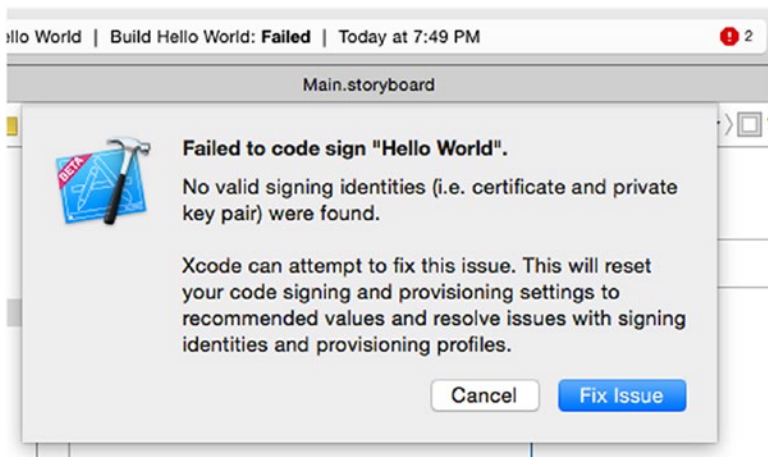 ello World | Build Hello World: Failed | Today at 7:49 PM 2
Main.storyboard
Failed to code sign "Hello World".
No valid signing identities (i.e. certificate and private
key pair) were found.
Xcode can attempt to fix this issue. This will reset
your code signing and provisioning settings to
recommended values and resolve issues with signing
identities and provisioning profiles.
BETA
Cancel Fix Issue